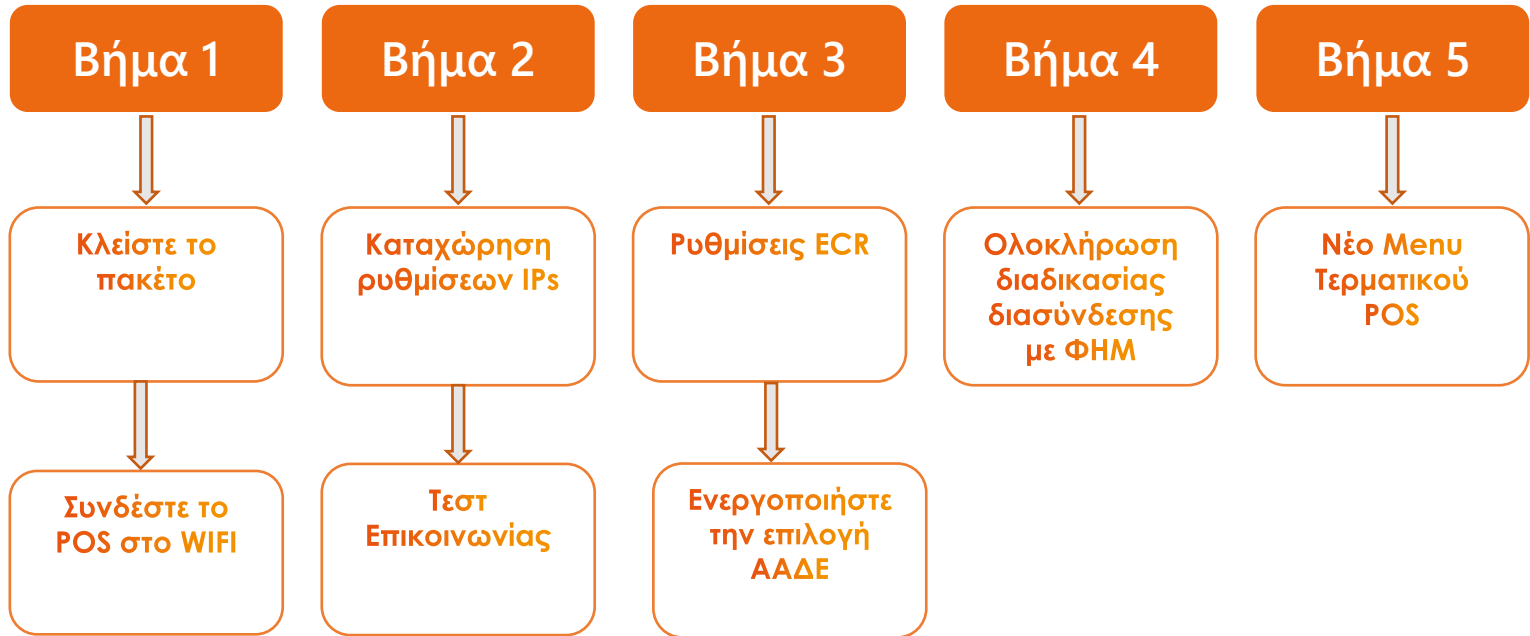 Βήμα 1
Βήμα 2
Βήμα 3
Βήμα 4
Βήμα 5
Κλείστε το
πακέτο
Καταχώρηση
ρυθμίσεων IPs
Ρυθμίσεις ECR
Ολοκλήρωση
διαδικασίας
διασύνδεσης
με ΦΗΜ
Νέο Menu
Τερματικού
POS
Συνδέστε το
POS στο WIFI
Τεστ
Επικοινωνίας
Ενεργοποιήστε
την επιλογή
ΑΑΔΕ